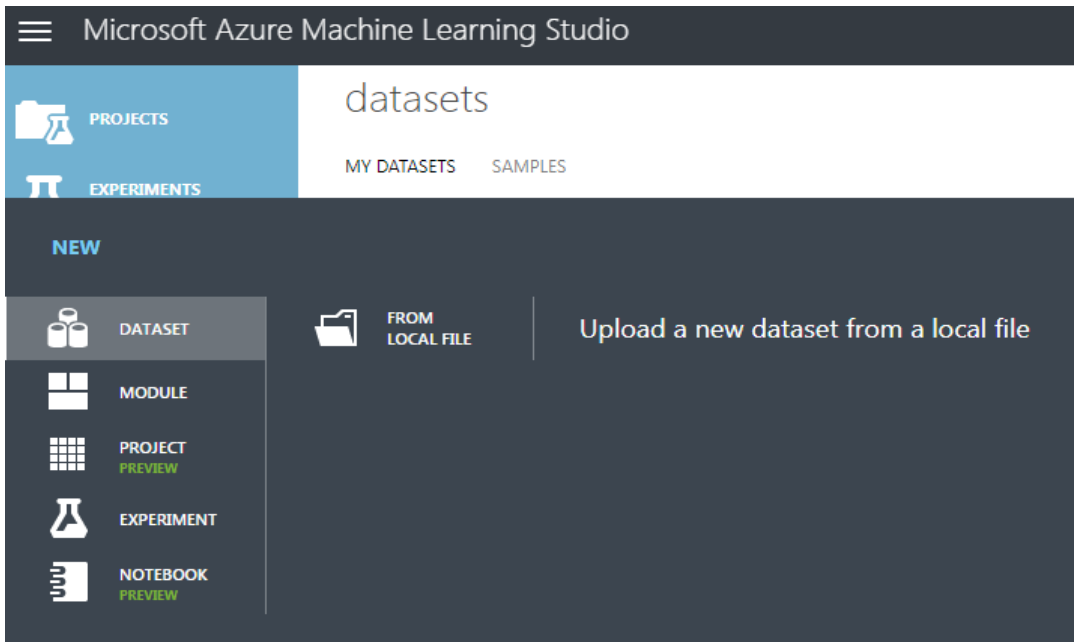 Microsoft Azure Machine Learning Studio
PROJECTS
EXPERIMENTS
datasets
MY DATASETS SAMPLES
NEW
DATASET
MODULE
PROJECT
PREVIEW
EXPERIMENT
NOTEBOOK
PREVIEW
FROM
LOCAL FILE
Upload a new dataset from a local file